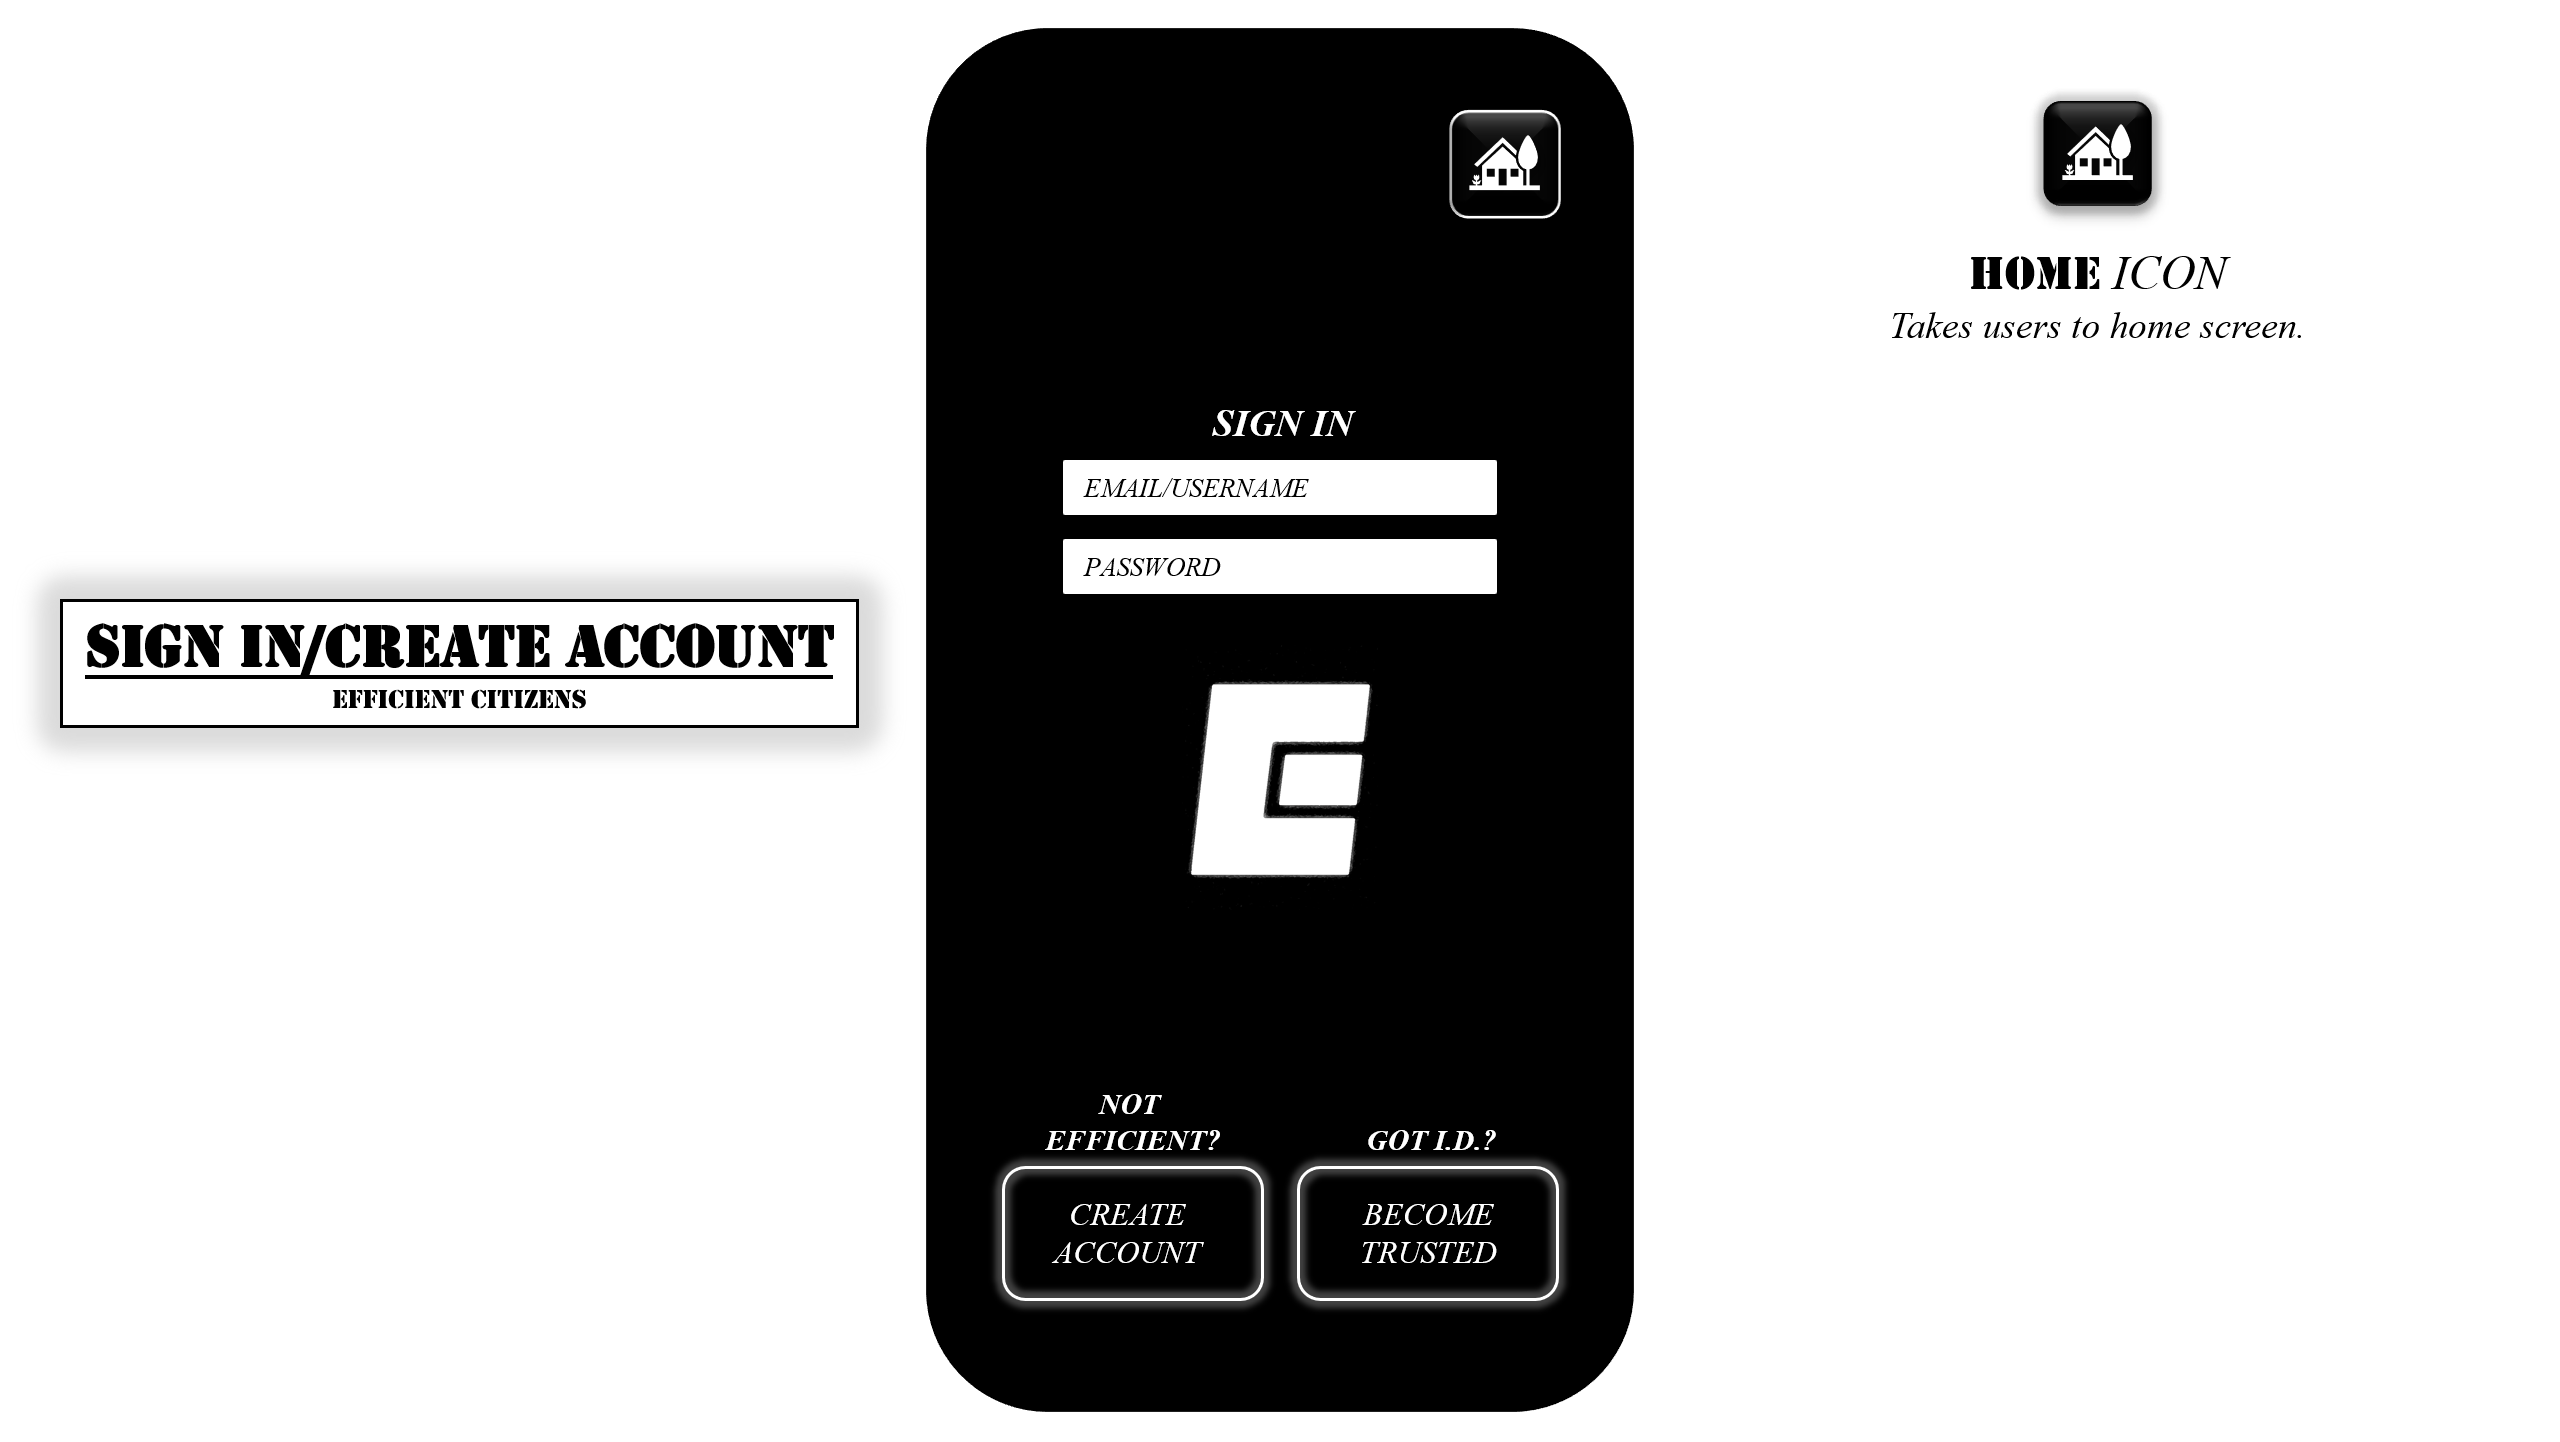 SIGN IN/CREATE ACCOUNT
EFFICIENT CITIZENS
SIGN IN
EMAIL/USERNAME
PASSWORD
E
NOT
EFFICIENT?
CREATE
ACCOUNT
GOT I.D.?
BECOME
TRUSTED
HOME ICON
Takes users to home screen.